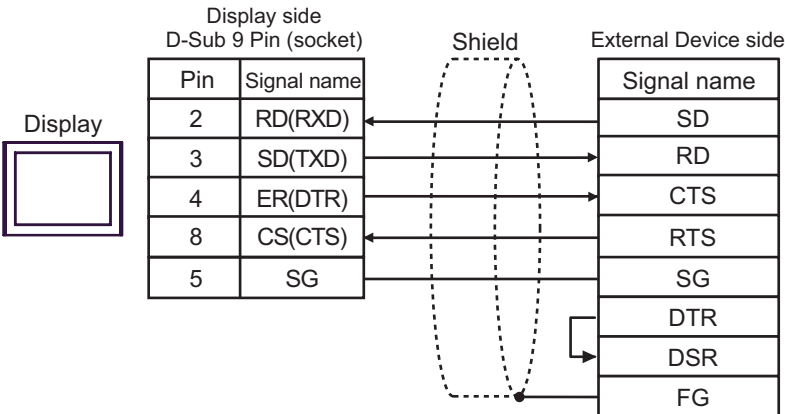 Display side
D-Sub 9 Pin (socket)
Shield
External Device side
Pin
Signal name
Signal name
Display
2
RD(RXD)
SD
3
SD(TXD)
RD
4
ER(DTR)
CTS
8
CS(CTS)
RTS
5
SG
SG
DTR
DSR
FG